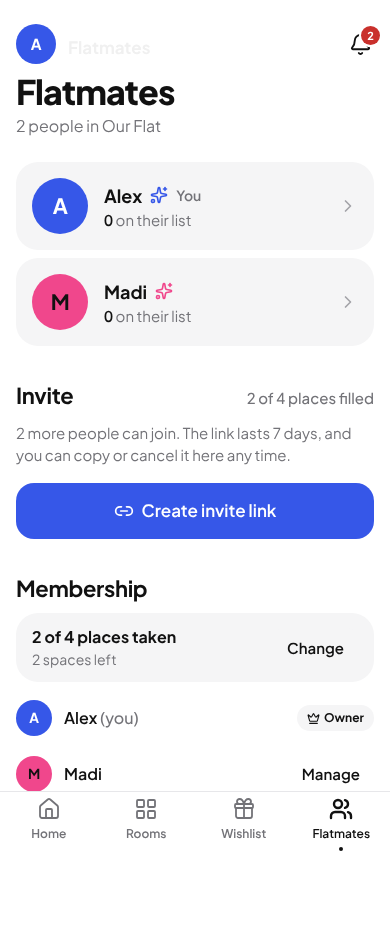 A
Flatmates
2
Flatmates
2 people in Our Flat
A
Alex You
0 on their list
M
Madi
0 on their list
Invite
2 of 4 places filled
2 more people can join. The link lasts 7 days, and
you can copy or cancel it here any time.
Create invite link
Membership
2 of 4 places taken
2 spaces left
Change
A
Alex (you)
Owner
M
Madi
Manage
Home
Rooms
Wishlist
Flatmates